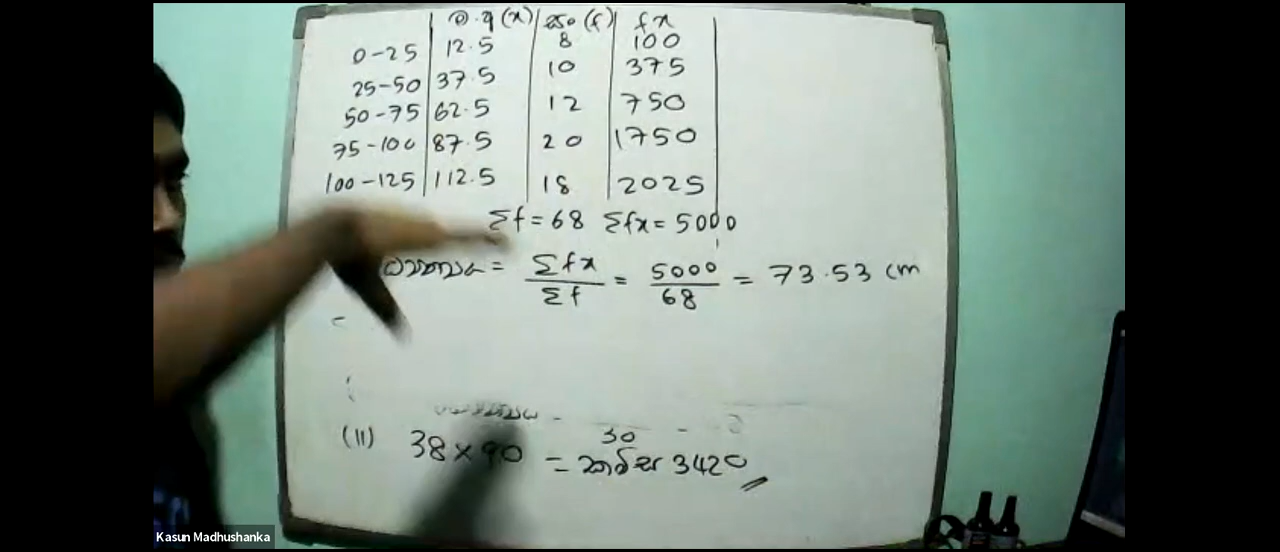 ම.අ (x) සං (f) fx
0-25 12.5 8 100
25-50 37.5 10 375
50-75 62.5 12 750
75-100 87.5 20 1750
100-125 112.5 18 2025
Σf = 68 Σfx = 5000
= Σfx / Σf = 5000 / 68 = 73.53 cm
30
(II) 38 × 90 = 3420
Kasun Madhushanka